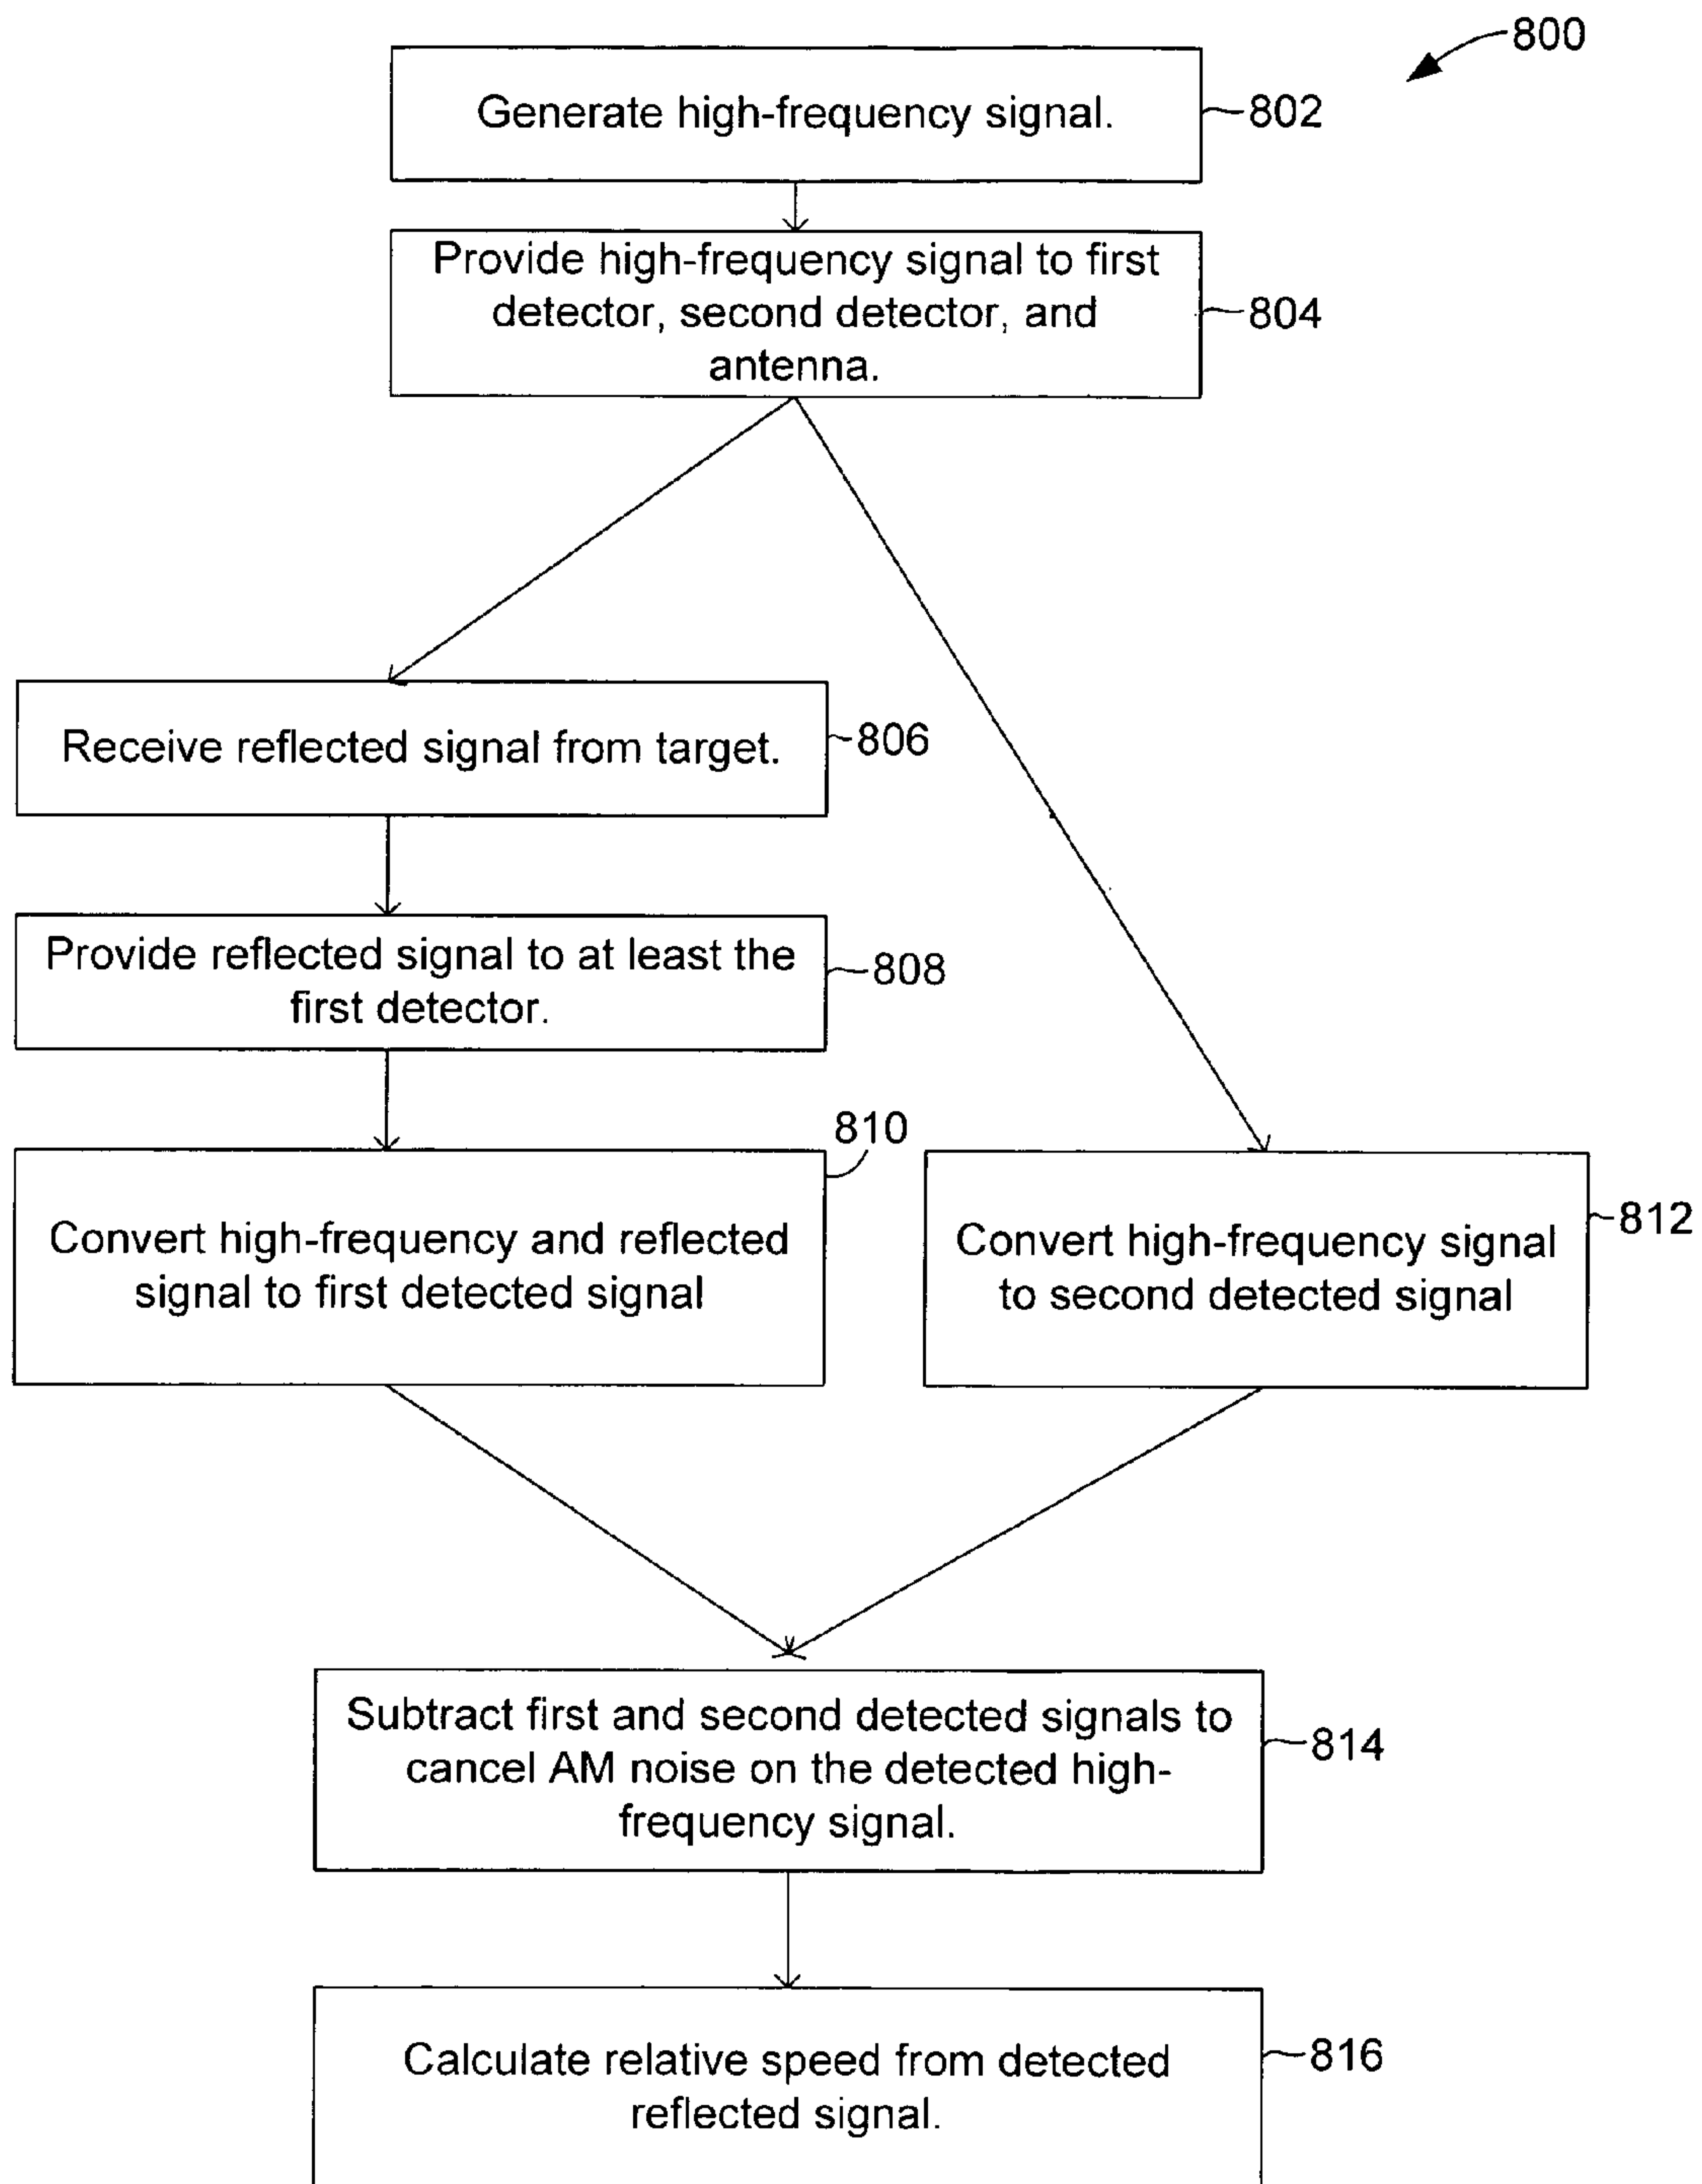 800
Generate high-frequency signal.
802
Provide high-frequency signal to first
detector, second detector, and
antenna.
804
Receive reflected signal from target.
806
Provide reflected signal to at least the
first detector.
808
810
Convert high-frequency and reflected
signal to first detected signal
Convert high-frequency signal
to second detected signal
812
Subtract first and second detected signals to
cancel AM noise on the detected high-
frequency signal.
814
Calculate relative speed from detected
reflected signal.
816